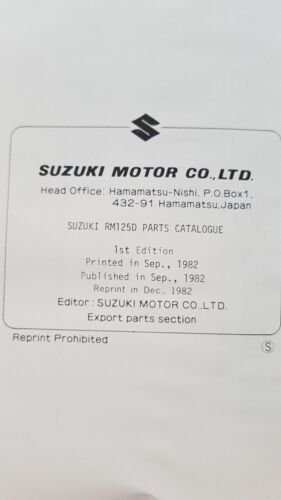 SUZUKI MOTOR CO.,LTD.
Head Office: Hamamatsu-Nishi, P.O.Box1,
432-91 Hamamatsu,Japan
SUZUKI RM125D PARTS CATALOGUE
1st Edition
Printed in Sep., 1982
Published in Sep., 1982
Reprint in Dec. 1982
Editor : SUZUKI MOTOR CO.,LTD.
Export parts section
Reprint Prohibited
Ⓢ